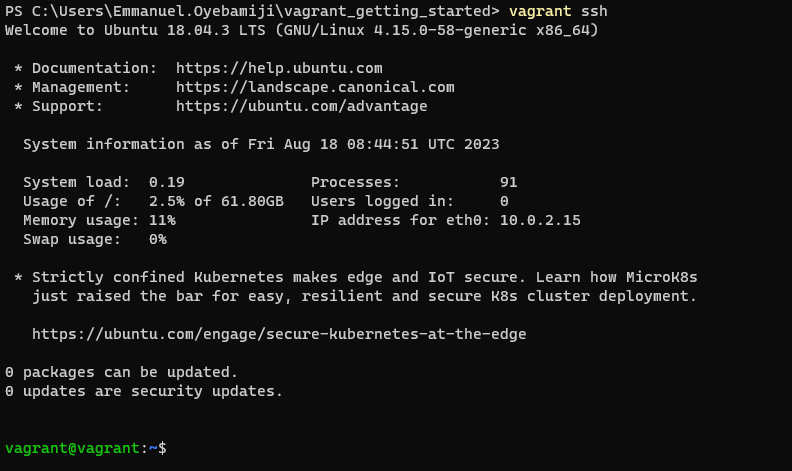 PS C:\Users\Emmanuel.Oyebamiji\vagrant_getting_started> vagrant ssh
Welcome to Ubuntu 18.04.3 LTS (GNU/Linux 4.15.0-58-generic x86_64)
* Documentation:  https://help.ubuntu.com
* Management:     https://landscape.canonical.com
* Support:        https://ubuntu.com/advantage
System information as of Fri Aug 18 08:44:51 UTC 2023
System load:  0.19              Processes:           91
Usage of /:   2.5% of 61.80GB   Users logged in:     0
Memory usage: 11%               IP address for eth0: 10.0.2.15
Swap usage:   0%
* Strictly confined Kubernetes makes edge and IoT secure. Learn how MicroK8s
just raised the bar for easy, resilient and secure K8s cluster deployment.
https://ubuntu.com/engage/secure-kubernetes-at-the-edge
0 packages can be updated.
0 updates are security updates.
vagrant@vagrant:~$